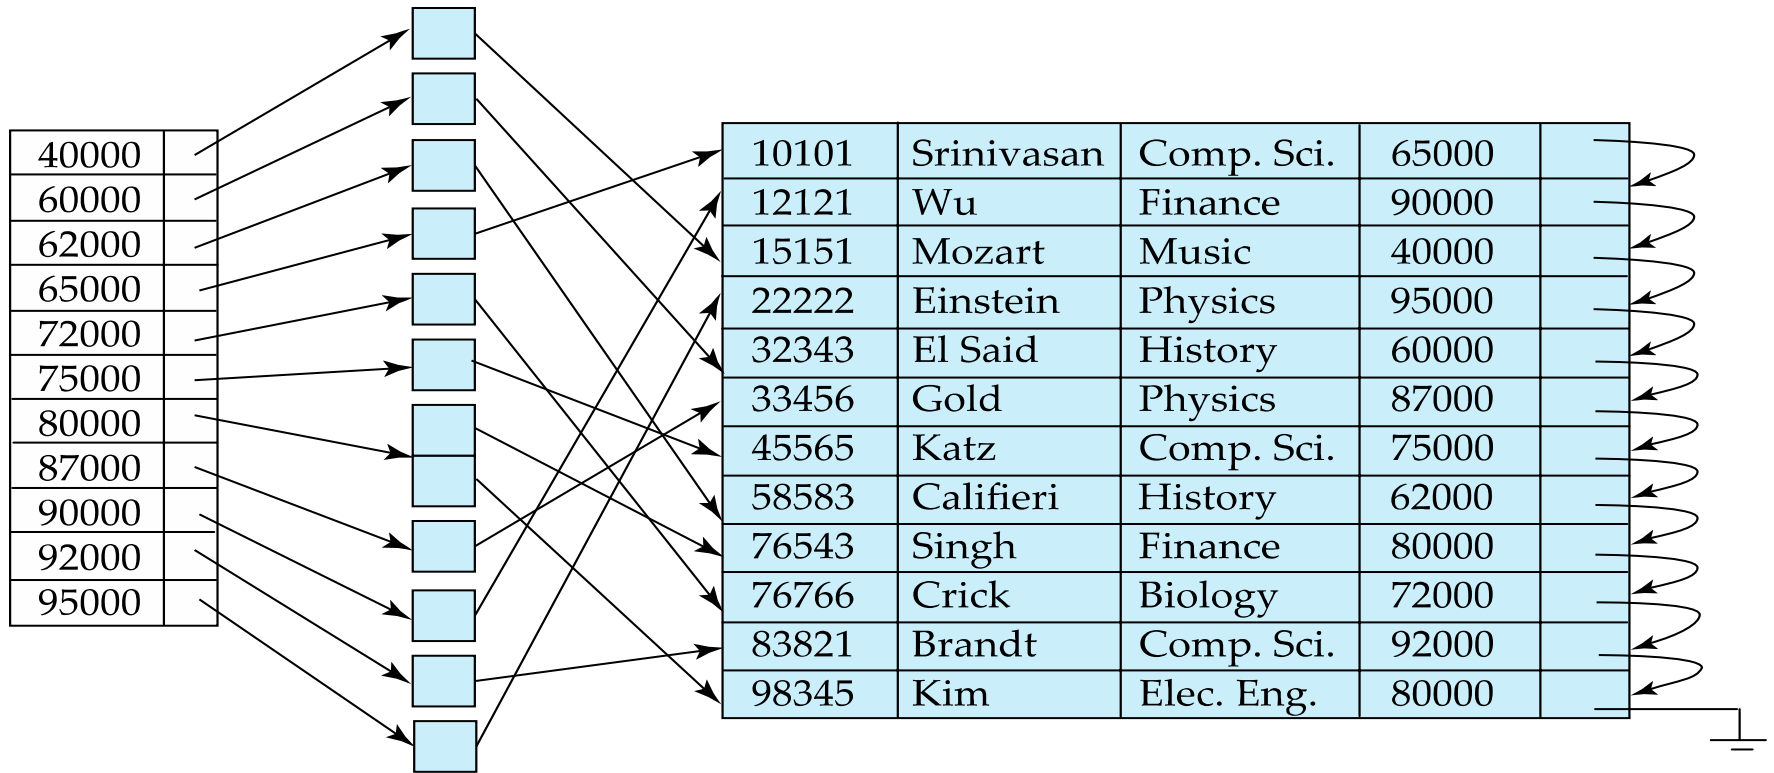 40000
60000
62000
65000
72000
75000
80000
87000
90000
92000
95000
10101 Srinivasan Comp. Sci. 65000
12121 Wu Finance 90000
15151 Mozart Music 40000
22222 Einstein Physics 95000
32343 El Said History 60000
33456 Gold Physics 87000
45565 Katz Comp. Sci. 75000
58583 Califieri History 62000
76543 Singh Finance 80000
76766 Crick Biology 72000
83821 Brandt Comp. Sci. 92000
98345 Kim Elec. Eng. 80000